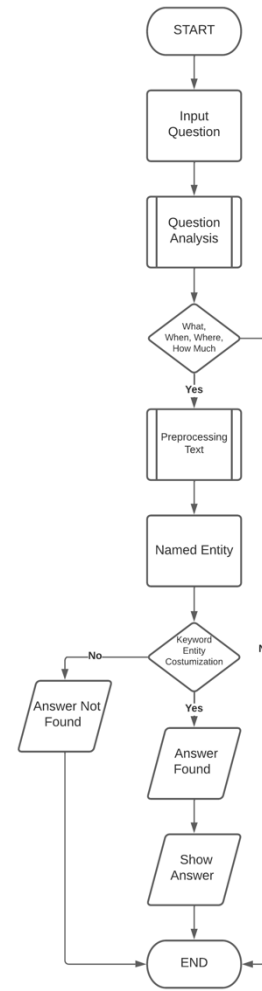 START
Input
Question
Question
Analysis
What,
When, Where,
How Much
Yes
Preprocessing
Text
Named Entity
Keyword
Entity
Costumization
No
Yes
Answer Not
Found
Answer
Found
Show
Answer
END